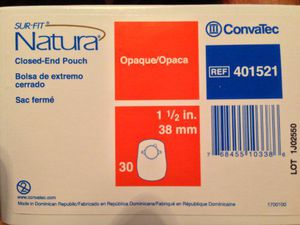 SUR-FIT®
Natura®
Closed-End Pouch
Bolsa de extremo
cerrado
Sac fermé
Opaque/Opaca
ConvaTec
REF 401521
1 1/2 in.
38 mm
30
LOT 1J02550
www.convatec.com
Made in Dominican Republic/Fabricado en República Dominicana/Fabriqué en République Dominicaine
1700100